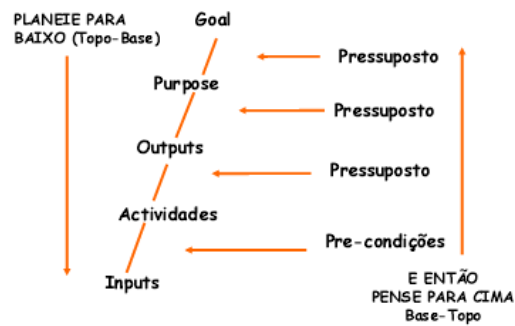 PLANEIE PARA
BAIXO (Topo-Base)
Goal
Pressuposto
Purpose
Pressuposto
Outputs
Pressuposto
Actividades
Pre-condições
Inputs
E ENTÃO
PENSE PARA CIMA
Base-Topo